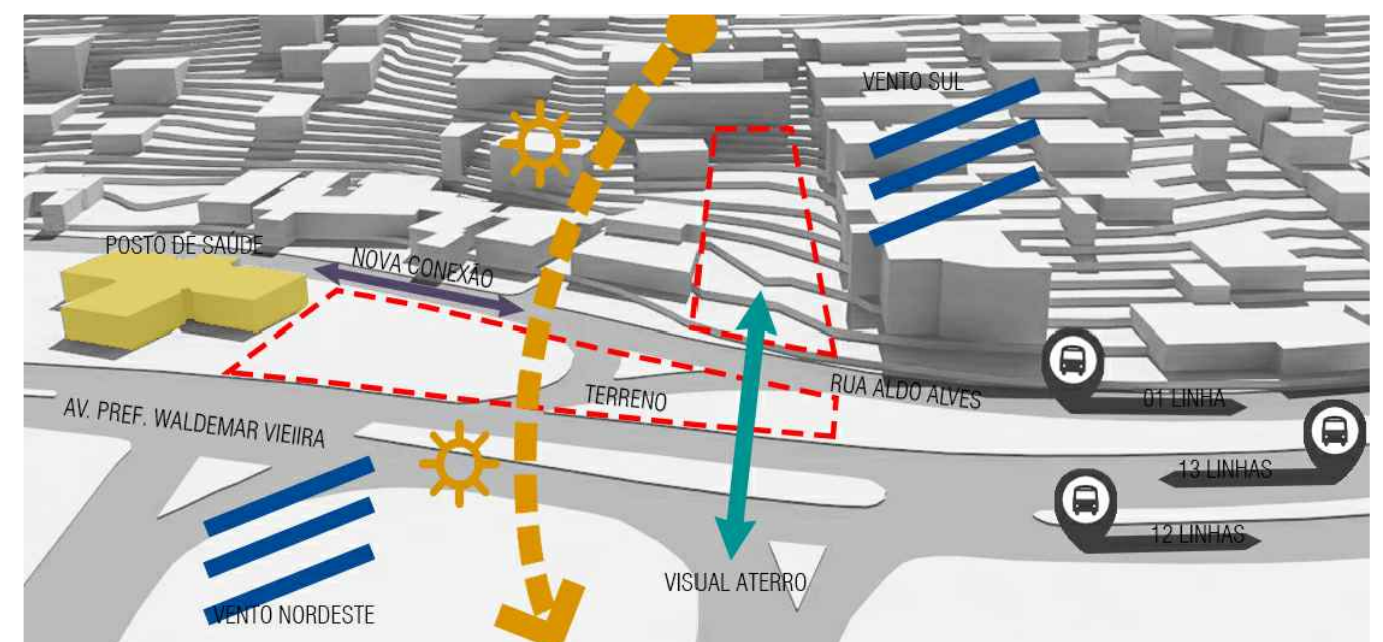 VENTO SUL
POSTO DE SAÚDE
NOVA CONEXÃO
TERRENO
RUA ALDO ALVES
01 LINHA
AV. PREF. WALDEMAR VIEIIRA
13 LINHAS
12 LINHAS
VISUAL ATERRO
VENTO NORDESTE